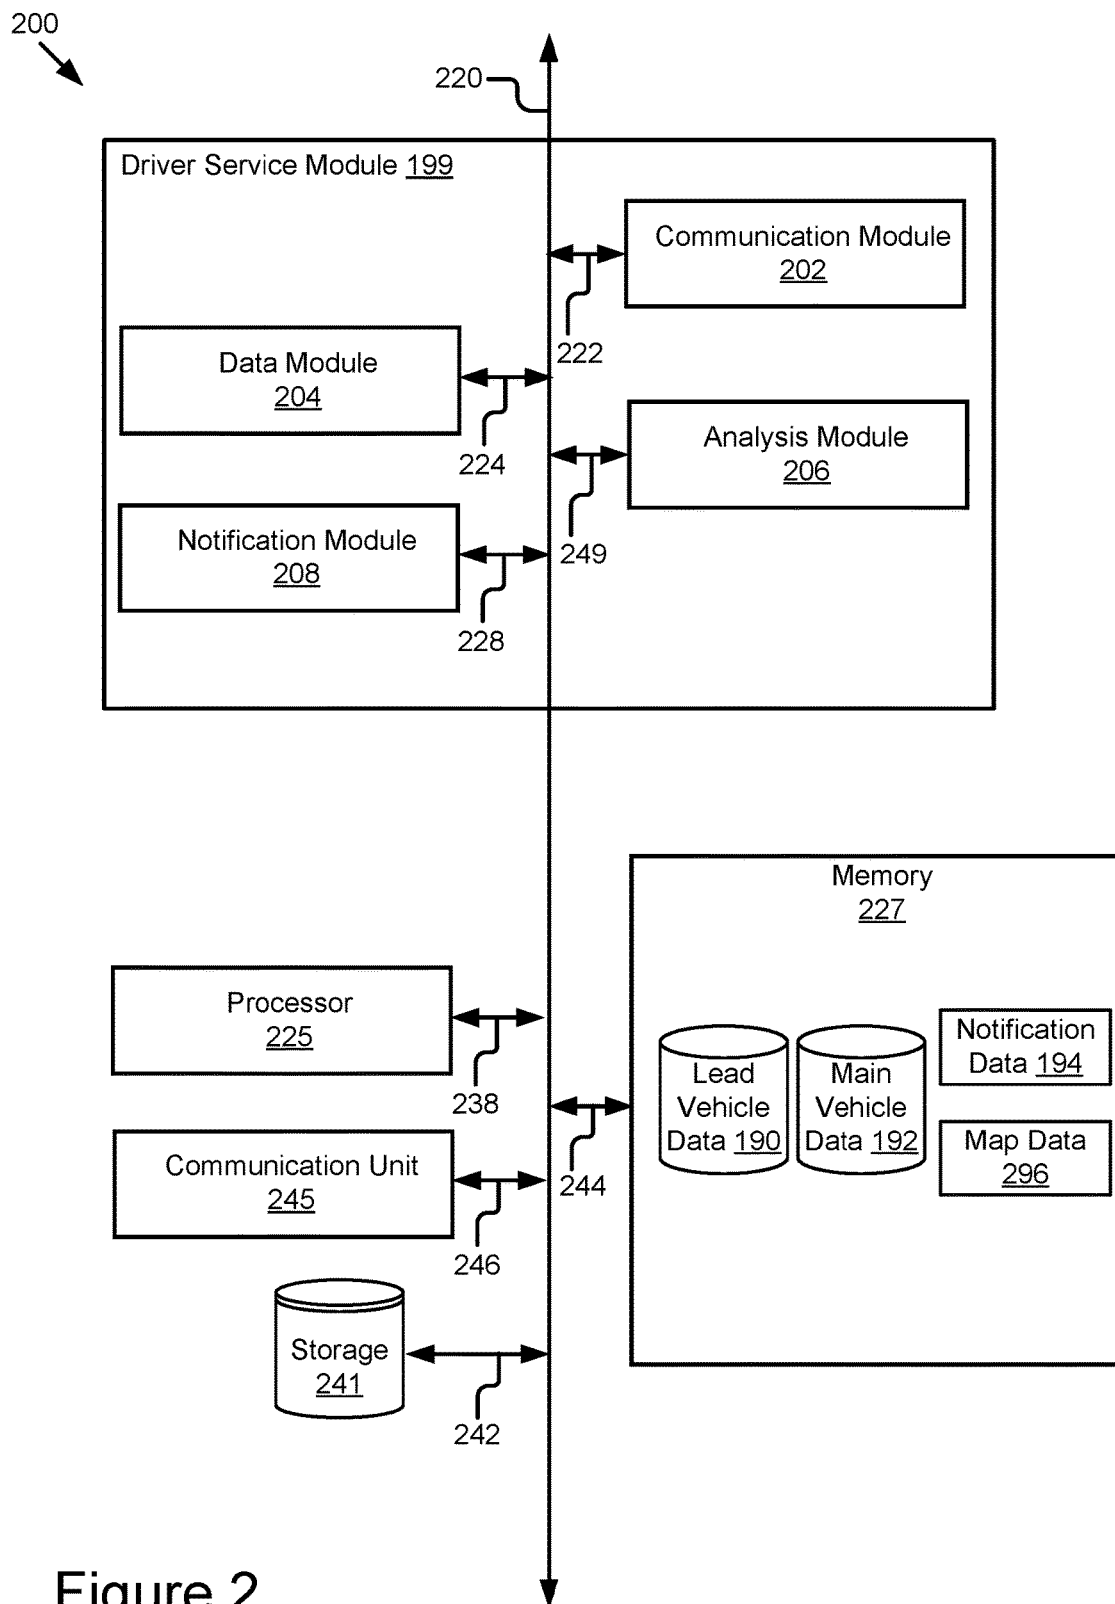 200
220
Driver Service Module 199
Communication Module
202
222
Data Module
204
224
Analysis Module
206
249
Notification Module
208
228
Memory
227
Processor
225
238
Lead
Vehicle
Data 190
Main
Vehicle
Data 192
Notification
Data 194
Map Data
296
244
Communication Unit
245
246
Storage
241
242
Figure 2